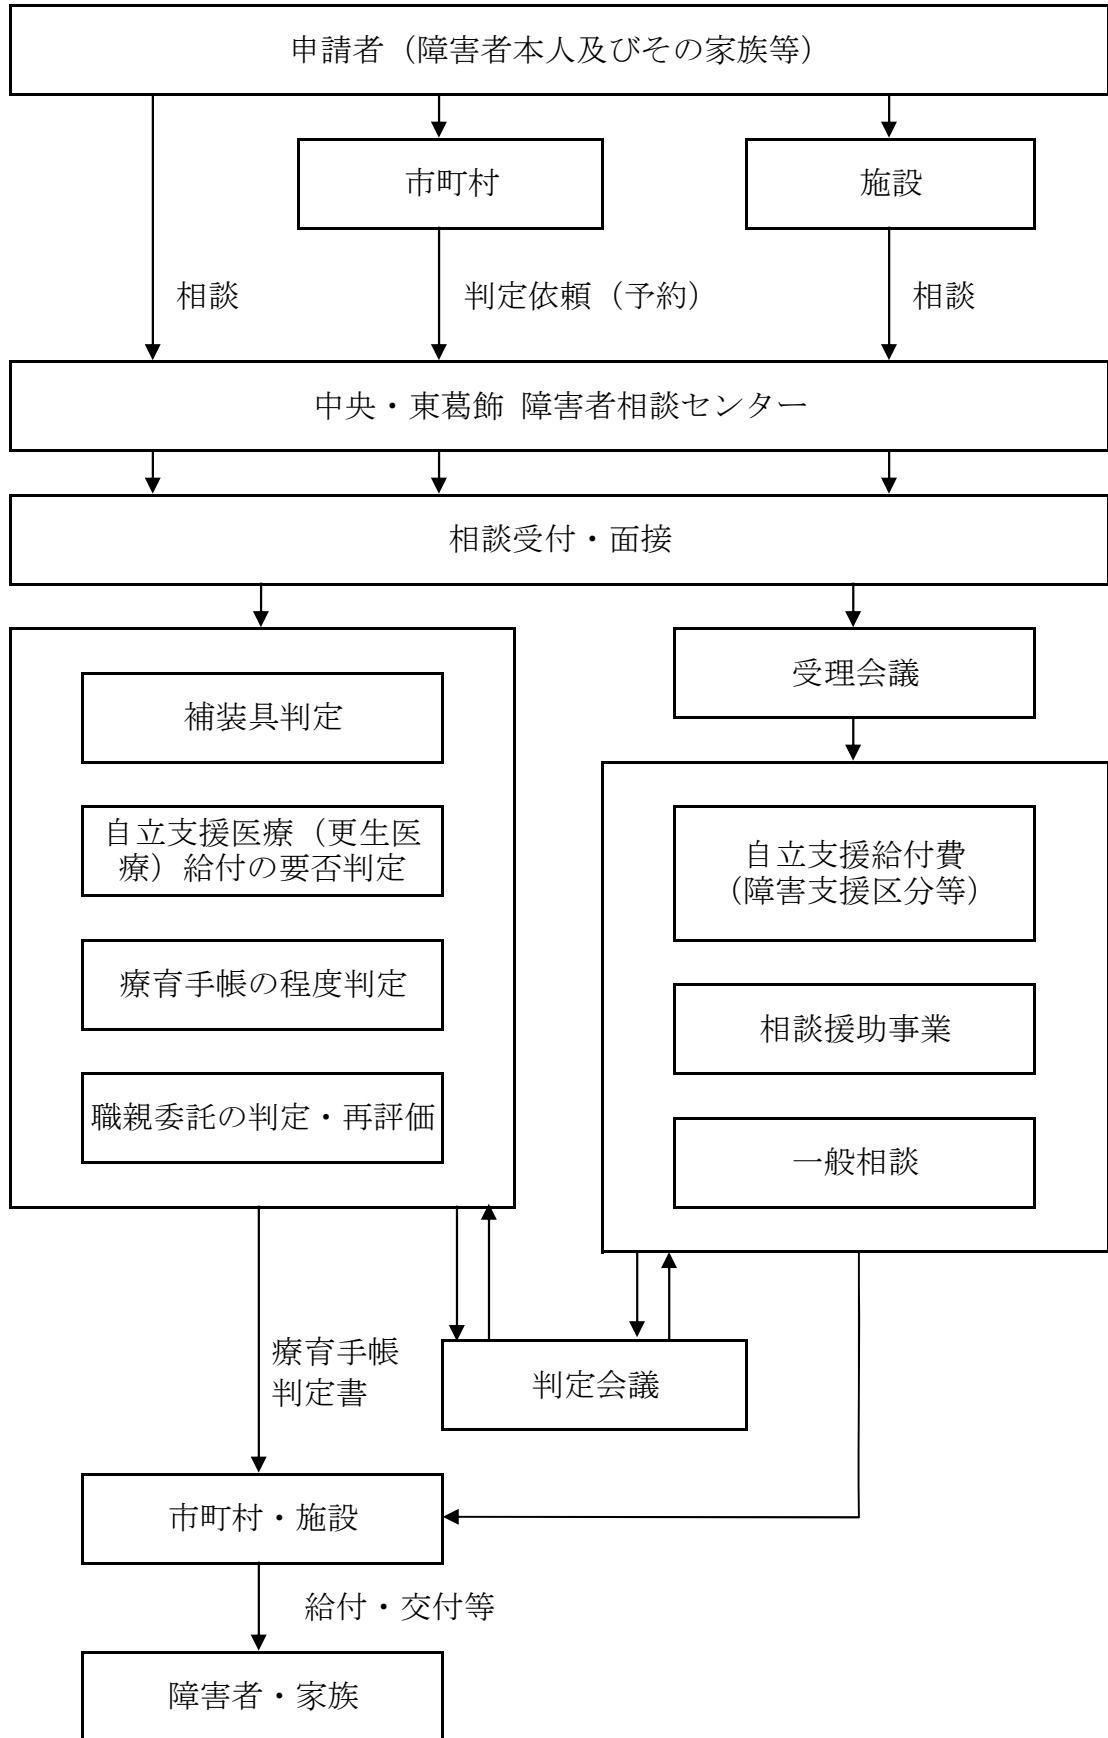 申請者（障害者本人及びその家族等）
市町村
施設
相談
判定依頼（予約）
相談
中央・東葛飾 障害者相談センター
相談受付・面接
補装具判定
自立支援医療（更生医
療）給付の要否判定
療育手帳の程度判定
職親委託の判定・再評価
受理会議
自立支援給付費
（障害支援区分等）
相談援助事業
一般相談
療育手帳
判定書
判定会議
市町村・施設
給付・交付等
障害者・家族